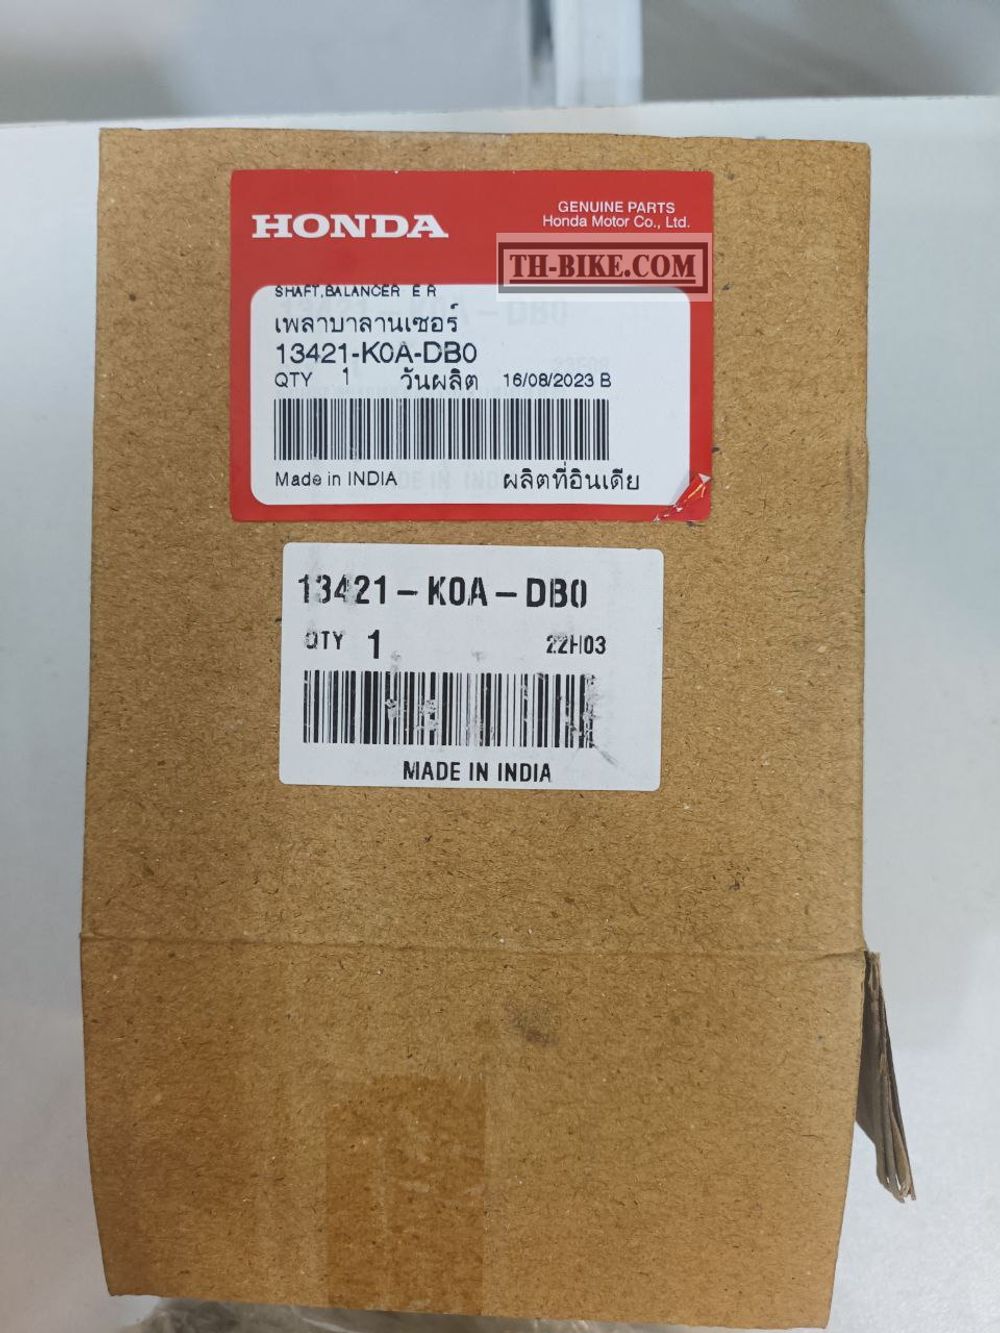 HONDA
GENUINE PARTS
Honda Motor Co., Ltd.
TH-BIKE.COM
SHAFT,BALANCER E R
เพลาบาลานเซอร์
13421-K0A-DB0
QTY 1 วันผลิต 16/08/2023 B
Made in INDIA ผลิตที่อินเดีย
13421-K0A-DB0
QTY 1 22H03
MADE IN INDIA